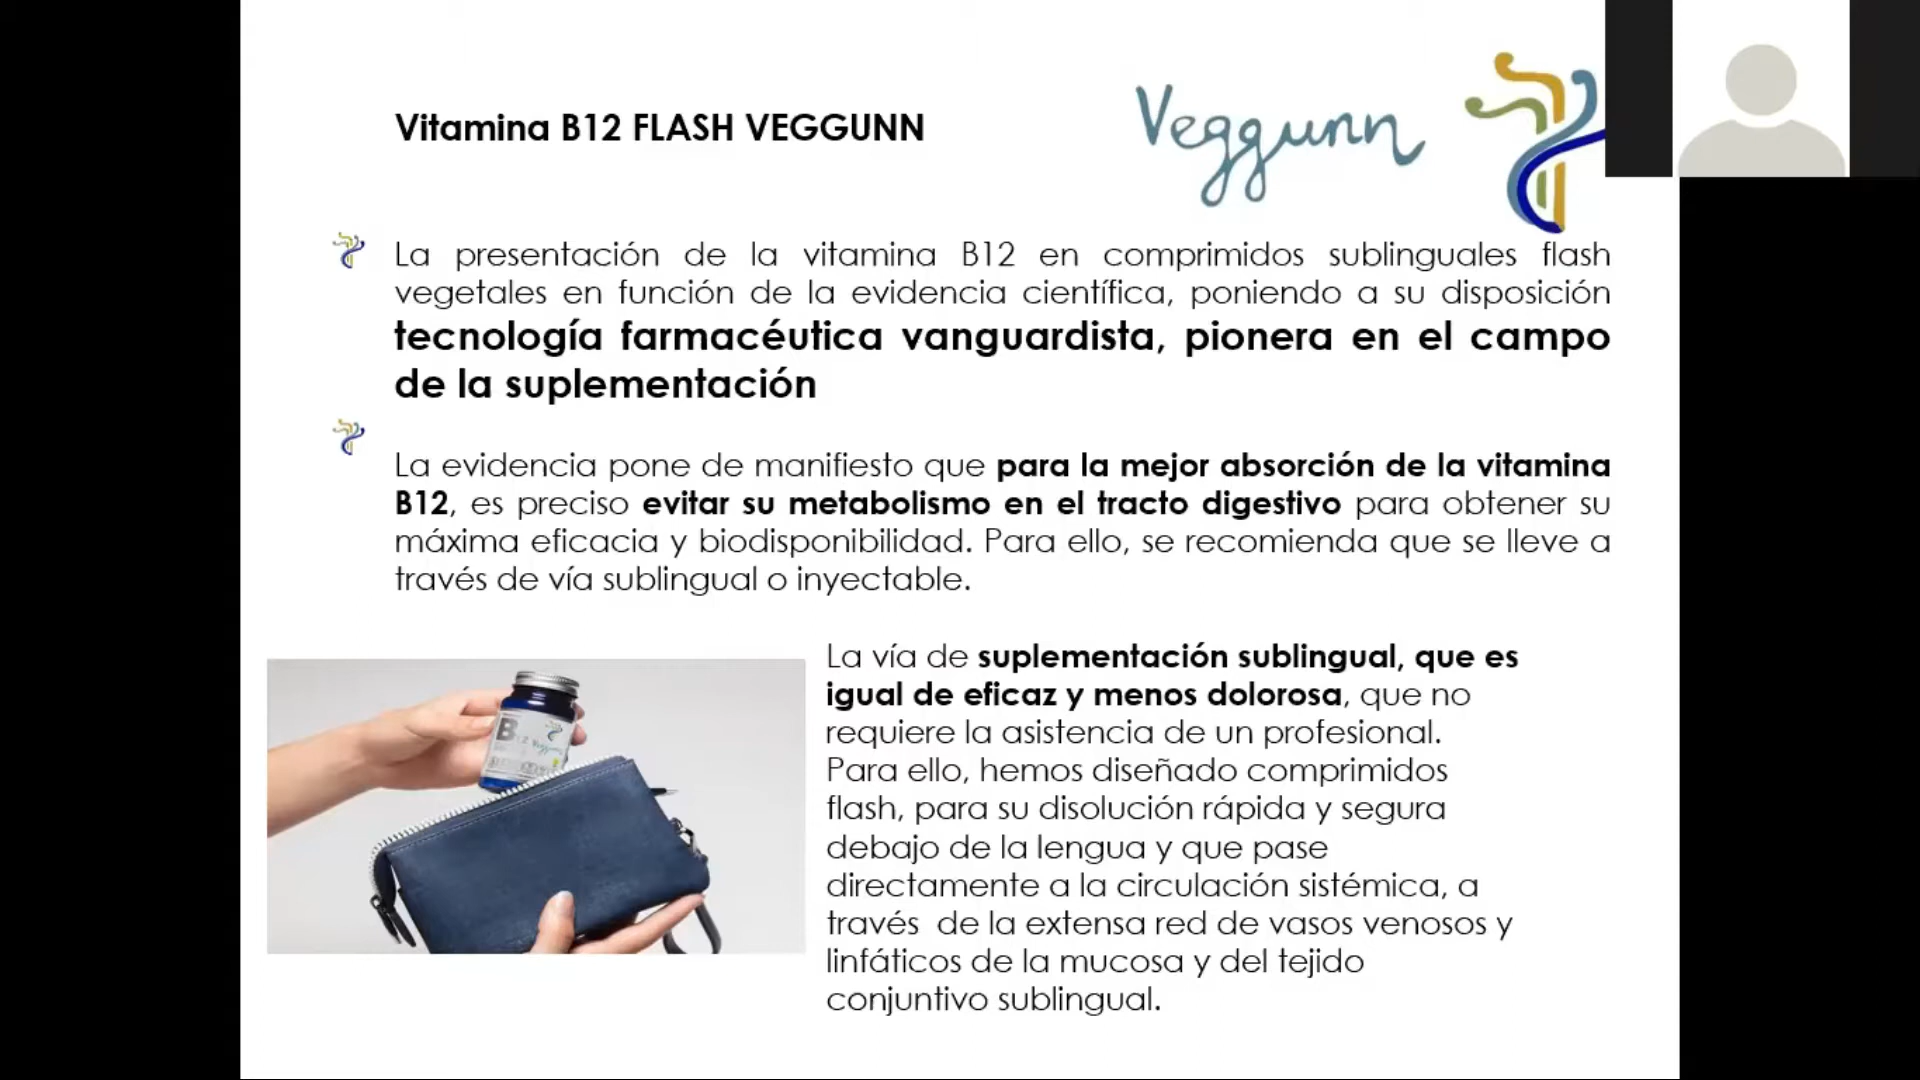 Vitamina B12 FLASH VEGGUNN
Veggunn
La presentación de la vitamina B12 en comprimidos sublinguales flash
vegetales en función de la evidencia científica, poniendo a su disposición
tecnología farmacéutica vanguardista, pionera en el campo
de la suplementación
La evidencia pone de manifiesto que para la mejor absorción de la vitamina
B12, es preciso evitar su metabolismo en el tracto digestivo para obtener su
máxima eficacia y biodisponibilidad. Para ello, se recomienda que se lleve a
través de vía sublingual o inyectable.
La vía de suplementación sublingual, que es
igual de eficaz y menos dolorosa, que no
requiere la asistencia de un profesional.
Para ello, hemos diseñado comprimidos
flash, para su disolución rápida y segura
debajo de la lengua y que pase
directamente a la circulación sistémica, a
través de la extensa red de vasos venosos y
linfáticos de la mucosa y del tejido
conjuntivo sublingual.
B12 Veggunn